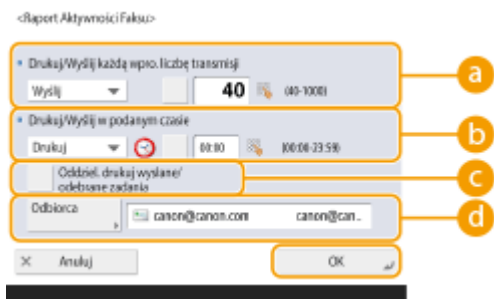 <Raport Aktywności Faksu>
Drukuj/Wyślij każdą wpro. liczbę transmisji
a
Wyślij 40 (40-1000)
Drukuj/Wyślij w podanym czasie
b
Drukuj 00:00 (00:00-23:59)
Oddziel. drukuj wysłane/
odebrane zadania
c
Odbiorca canon@canon.com canon@can..
d
Anuluj OK